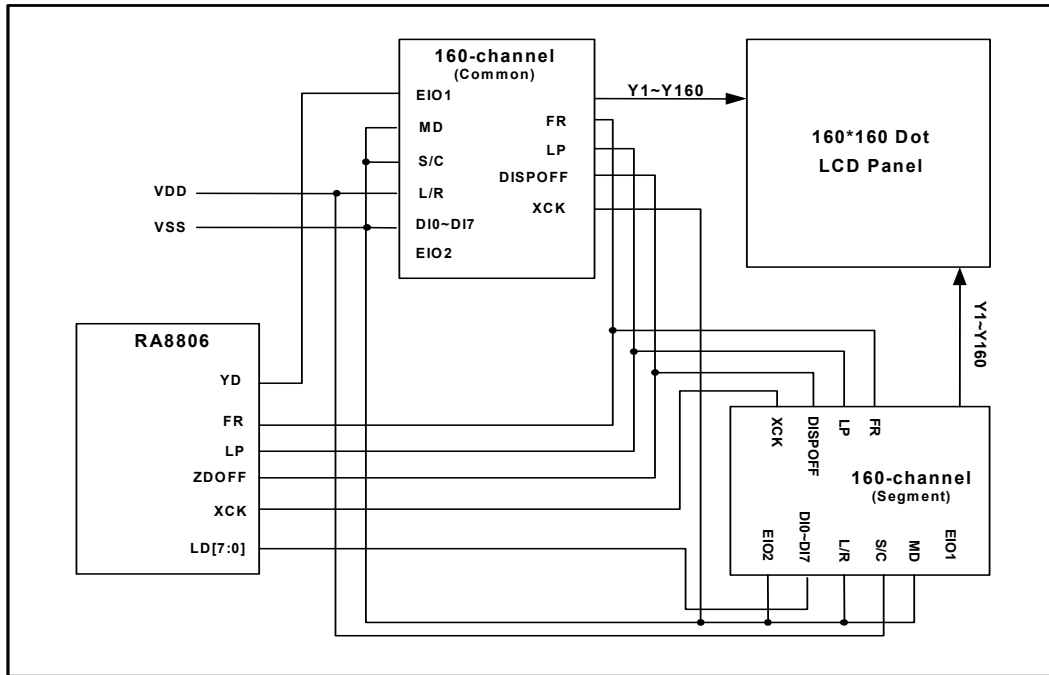 160-channel
(Common)
EIO1
MD
S/C
L/R
DI0~DI7
EIO2
FR
LP
DISPOFF
XCK
Y1~Y160
160*160 Dot
LCD Panel
VDD
VSS
RA8806
YD
FR
LP
ZDOFF
XCK
LD[7:0]
Y1~Y160
XCK
DISPOFF
LP
FR
160-channel
(Segment)
EIO2
DI0~DI7
L/R
S/C
MD
EIO1